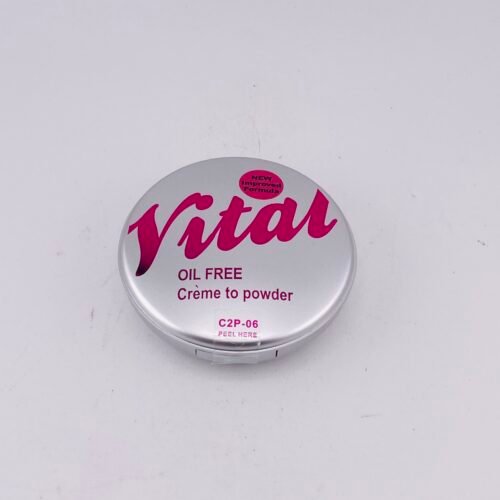 NEW
Improved
Formula
Vital
OIL FREE
Crème to powder
C2P-06
PEEL HERE